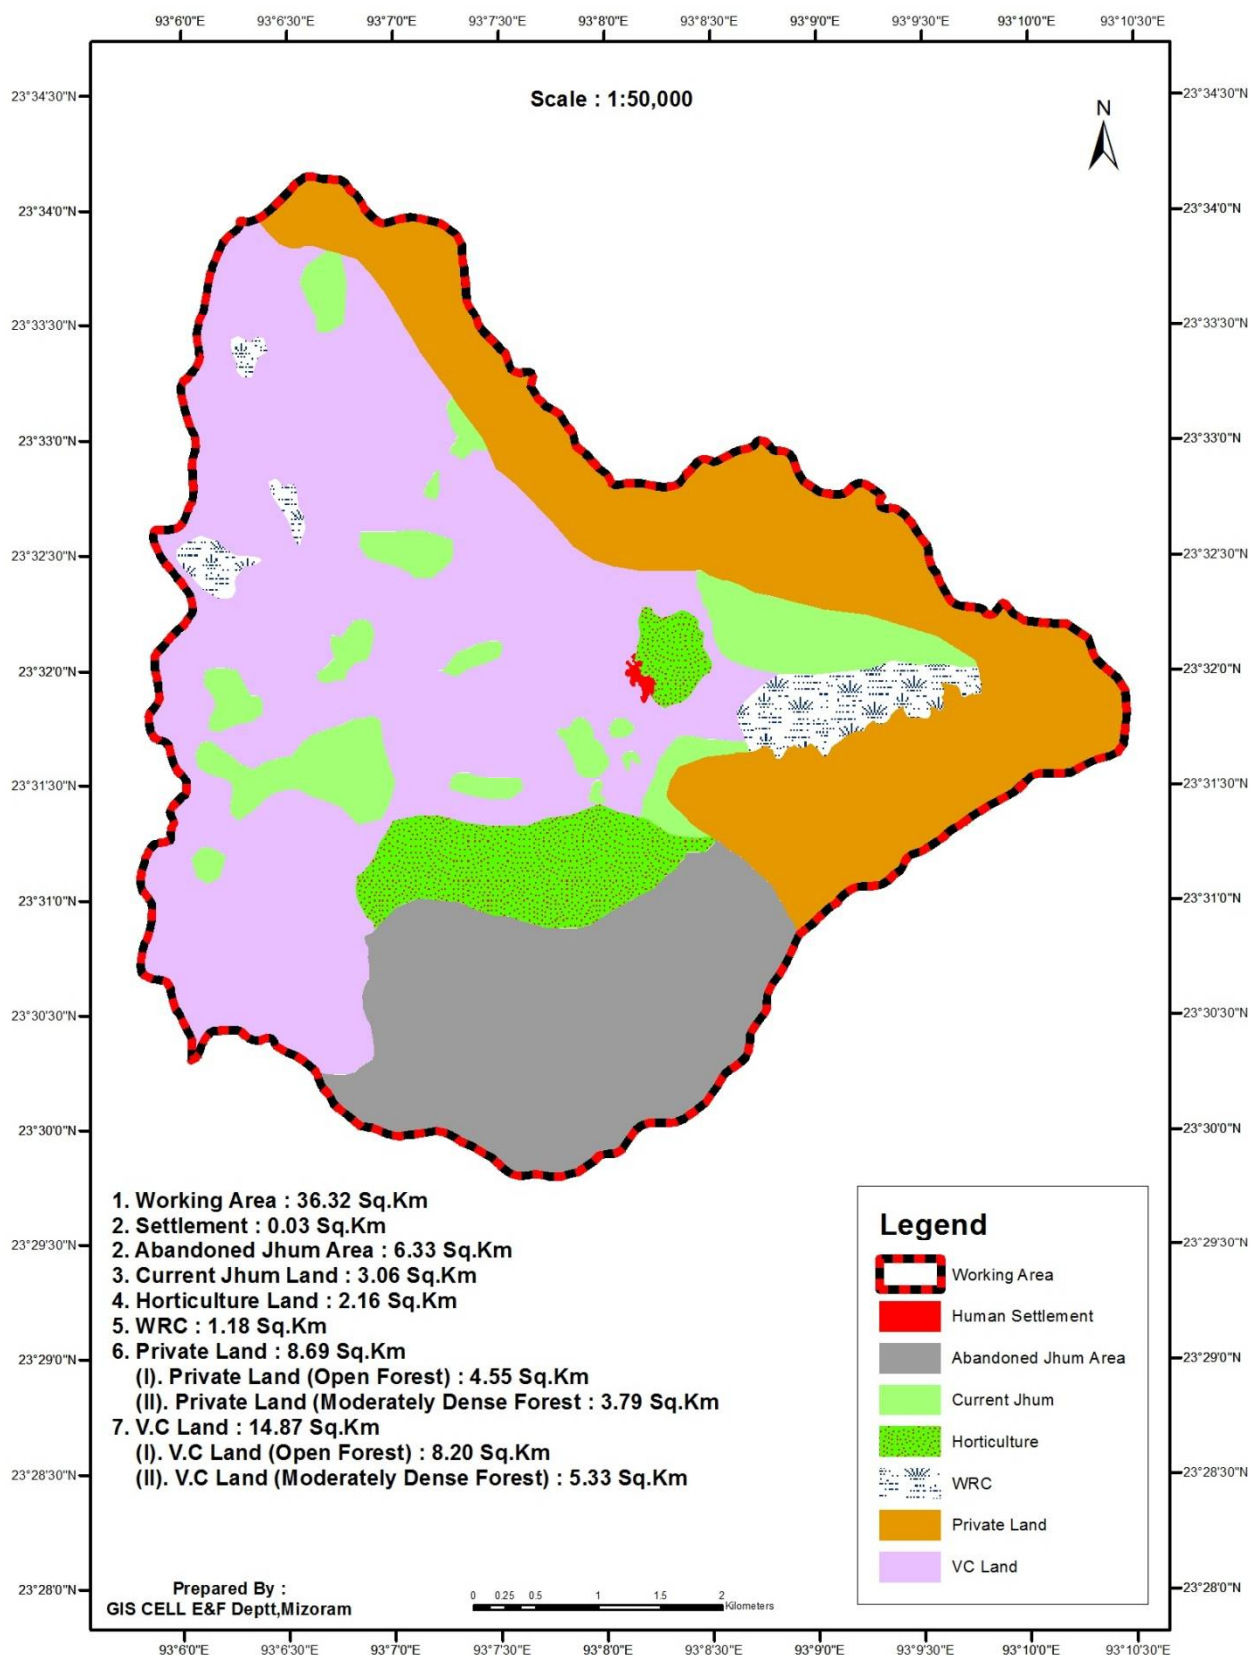 93°6'0"E 93°6'30"E 93°7'0"E 93°7'30"E 93°8'0"E 93°8'30"E 93°9'0"E 93°9'30"E 93°10'0"E 93°10'30"E
Scale : 1:50,000
N
23°34'30"N 23°34'30"N
23°34'0"N 23°34'0"N
23°33'30"N 23°33'30"N
23°33'0"N 23°33'0"N
23°32'30"N 23°32'30"N
23°32'0"N 23°32'0"N
23°31'30"N 23°31'30"N
23°31'0"N 23°31'0"N
23°30'30"N 23°30'30"N
23°30'0"N 23°30'0"N
23°29'30"N 23°29'30"N
23°29'0"N 23°29'0"N
23°28'30"N 23°28'30"N
23°28'0"N 23°28'0"N
1. Working Area : 36.32 Sq.Km
2. Settlement : 0.03 Sq.Km
2. Abandoned Jhum Area : 6.33 Sq.Km
3. Current Jhum Land : 3.06 Sq.Km
4. Horticulture Land : 2.16 Sq.Km
5. WRC : 1.18 Sq.Km
6. Private Land : 8.69 Sq.Km
(I). Private Land (Open Forest) : 4.55 Sq.Km
(II). Private Land (Moderately Dense Forest : 3.79 Sq.Km
7. V.C Land : 14.87 Sq.Km
(I). V.C Land (Open Forest) : 8.20 Sq.Km
(II). V.C Land (Moderately Dense Forest) : 5.33 Sq.Km
Legend
Working Area
Human Settlement
Abandoned Jhum Area
Current Jhum
Horticulture
WRC
Private Land
VC Land
Prepared By :
GIS CELL E&F Deptt,Mizoram
0 0.25 0.5 1 1.5 2
Kilometers
93°6'0"E 93°6'30"E 93°7'0"E 93°7'30"E 93°8'0"E 93°8'30"E 93°9'0"E 93°9'30"E 93°10'0"E 93°10'30"E